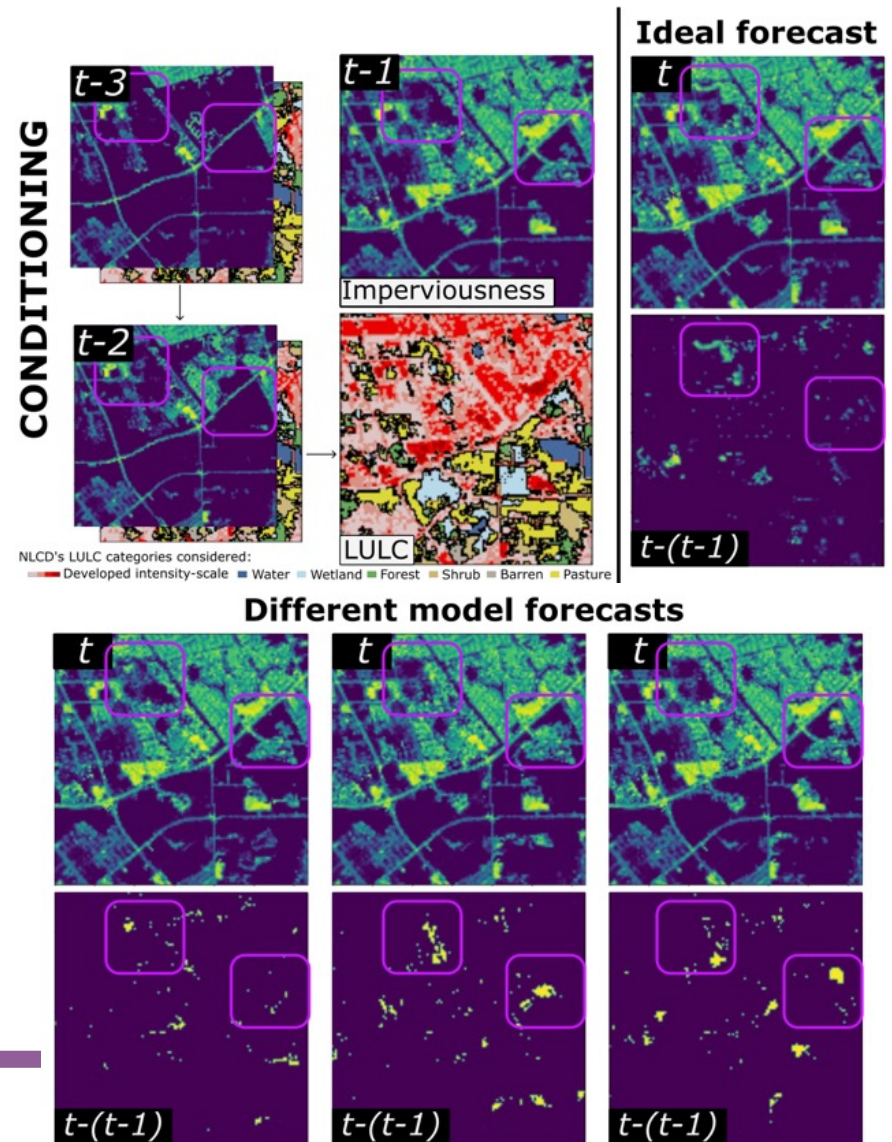 CONDITIONING
t-3
t-1
Imperviousness
t-2
LULC
NLCD's LULC categories considered:
Developed intensity-scale Water Wetland Forest Shrub Barren Pasture
Ideal forecast
t
t-(t-1)
Different model forecasts
t t t
t-(t-1) t-(t-1) t-(t-1)